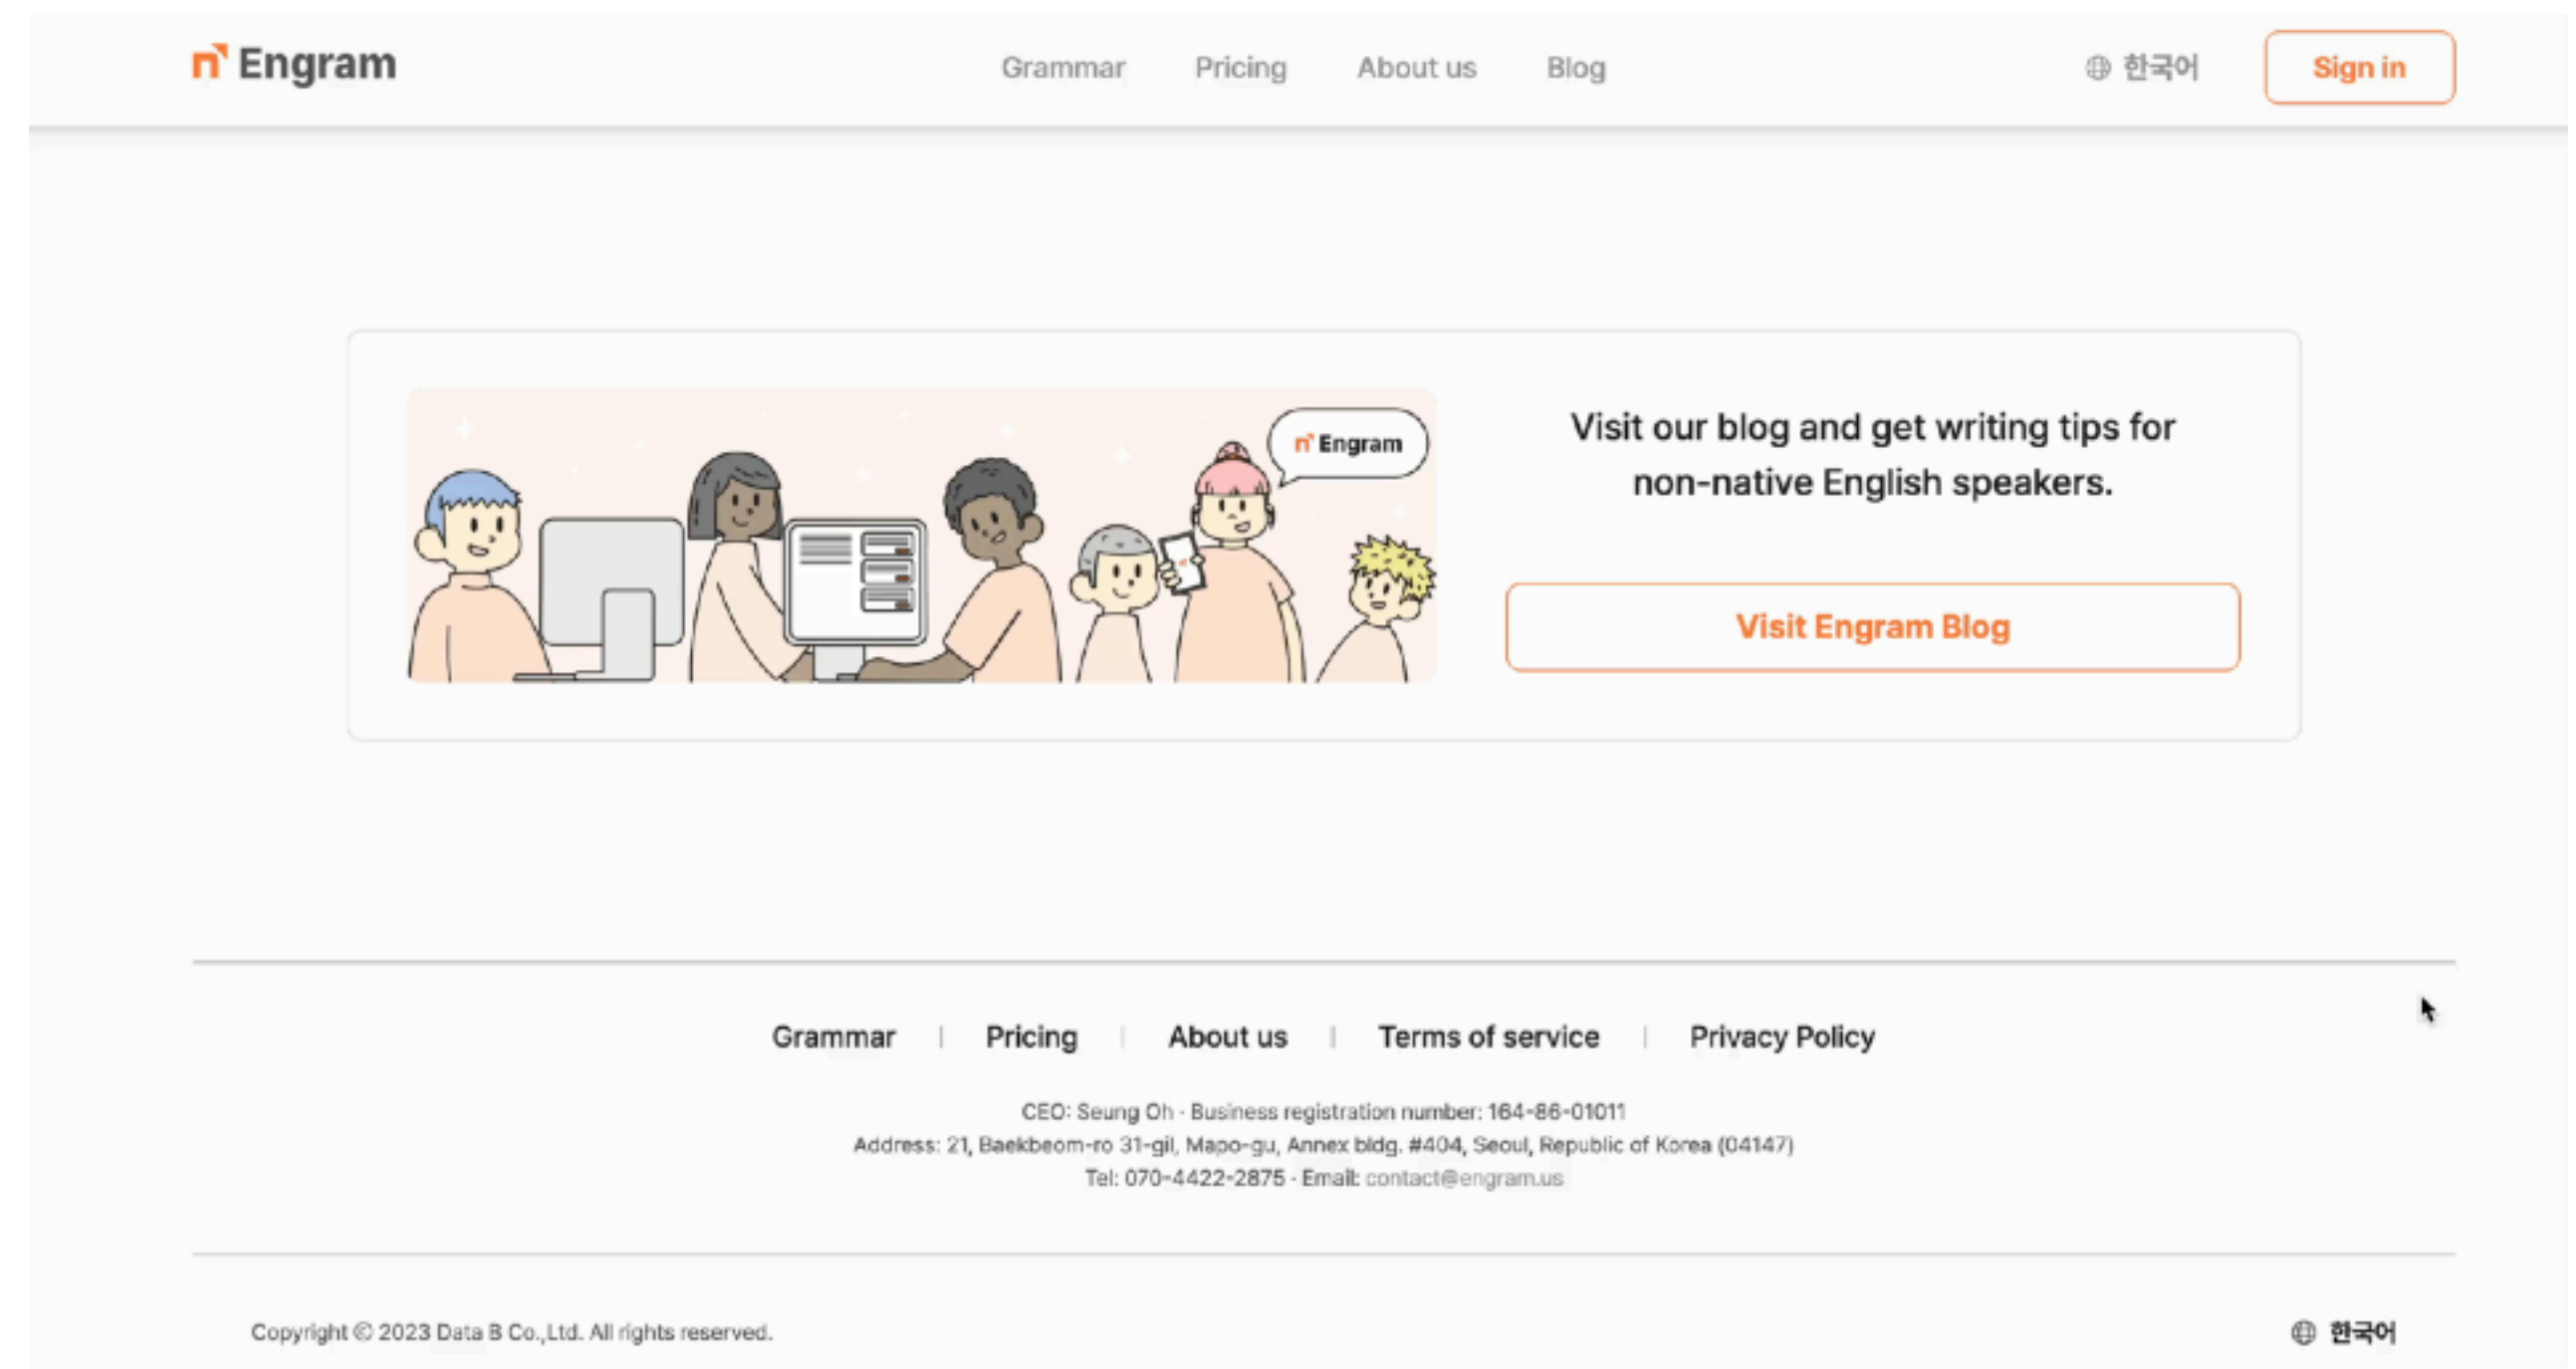 Engram
Grammar Pricing About us Blog 한국어 Sign in
Engram
Visit our blog and get writing tips for
non-native English speakers.
Visit Engram Blog
Grammar | Pricing | About us | Terms of service | Privacy Policy
CEO: Seung Oh · Business registration number: 164-86-01011
Address: 21, Baekbeom-ro 31-gil, Mapo-gu, Annex bldg. #404, Seoul, Republic of Korea (04147)
Tel: 070-4422-2875 · Email: contact@engram.us
Copyright © 2023 Data B Co.,Ltd. All rights reserved.
한국어